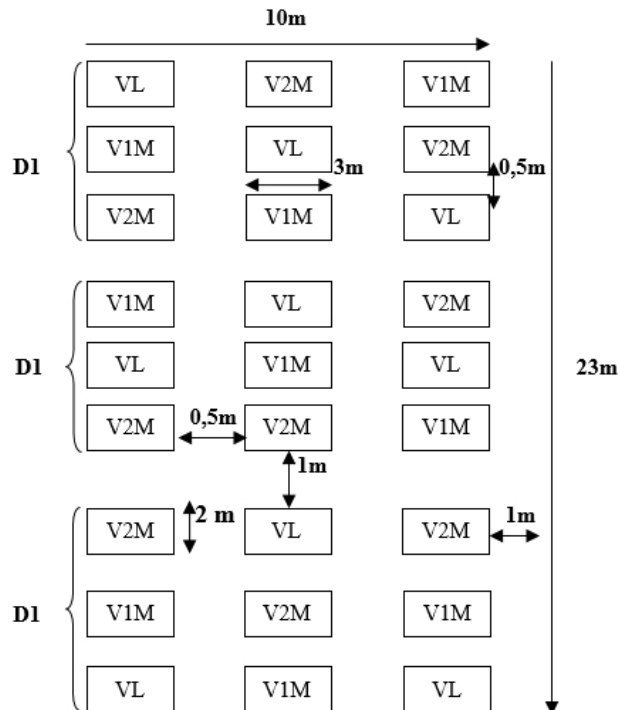 10m
VL V2M V1M
V1M VL V2M
D1 3m 0,5m
V2M V1M VL
V1M VL V2M
D1 VL V1M VL 23m
0,5m
V2M V2M V1M
1m
2 m 1m
V2M VL V2M
D1 V1M V2M V1M
VL V1M VL